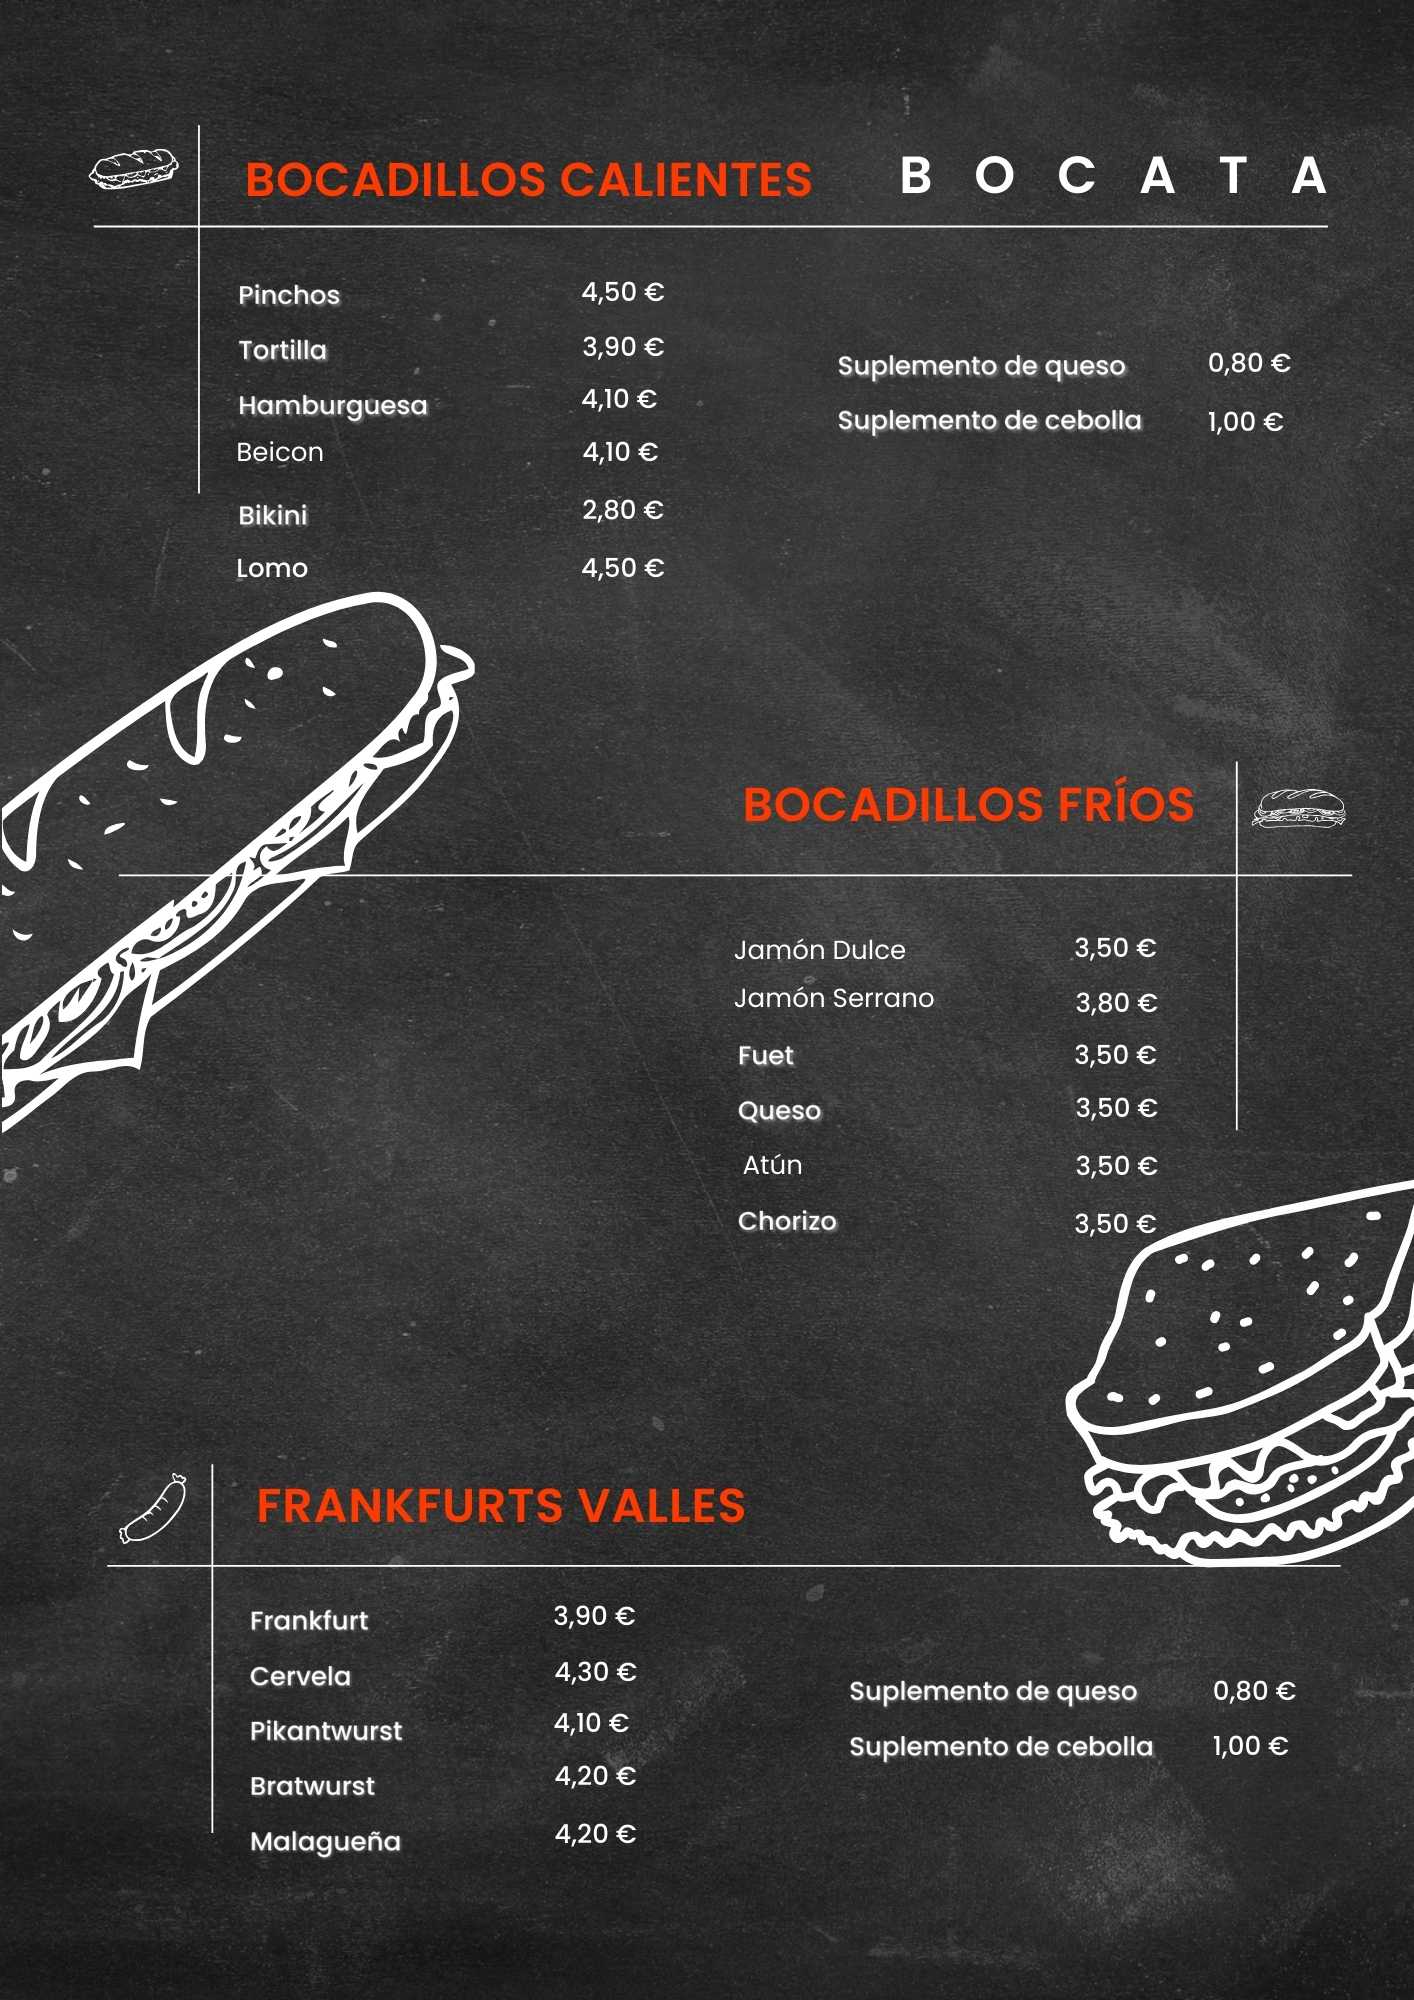 BOCADILLOS CALIENTES
B O C A T A
Pinchos 4,50 €
Tortilla 3,90 €
Hamburguesa 4,10 €
Beicon 4,10 €
Bikini 2,80 €
Lomo 4,50 €
Suplemento de queso 0,80 €
Suplemento de cebolla 1,00 €
BOCADILLOS FRÍOS
Jamón Dulce 3,50 €
Jamón Serrano 3,80 €
Fuet 3,50 €
Queso 3,50 €
Atún 3,50 €
Chorizo 3,50 €
FRANKFURTS VALLES
Frankfurt 3,90 €
Cervela 4,30 €
Pikantwurst 4,10 €
Bratwurst 4,20 €
Malagueña 4,20 €
Suplemento de queso 0,80 €
Suplemento de cebolla 1,00 €